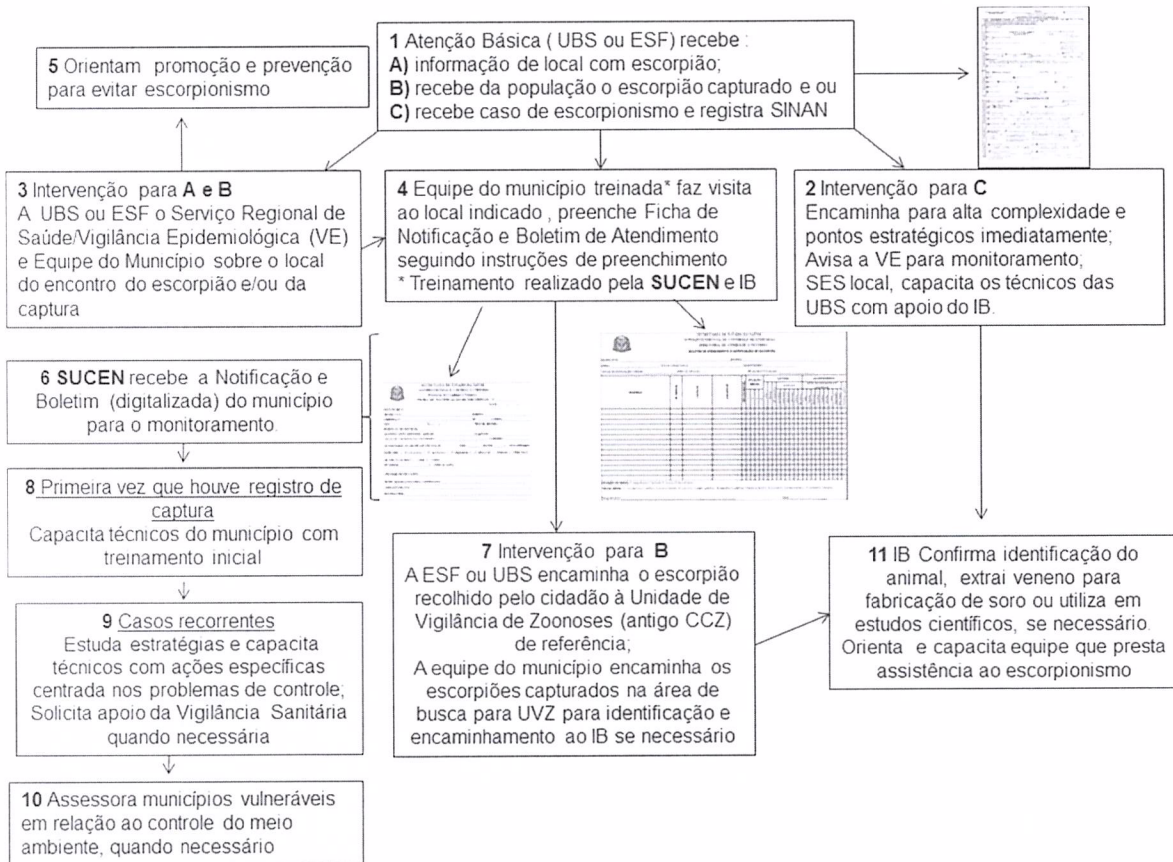 1 Atenção Básica ( UBS ou ESF) recebe :
A) informação de local com escorpião;
B) recebe da população o escorpião capturado e ou
C) recebe caso de escorpionismo e registra SINAN
5 Orientam promoção e prevenção
para evitar escorpionismo
3 Intervenção para A e B
A UBS ou ESF o Serviço Regional de
Saúde/Vigilância Epidemiológica (VE)
e Equipe do Município sobre o local
do encontro do escorpião e/ou da
captura
4 Equipe do município treinada* faz visita
ao local indicado , preenche Ficha de
Notificação e Boletim de Atendimento
seguindo instruções de preenchimento
* Treinamento realizado pela SUCEN e IB
2 Intervenção para C
Encaminha para alta complexidade e
pontos estratégicos imediatamente;
Avisa a VE para monitoramento;
SES local, capacita os técnicos das
UBS com apoio do IB.
6 SUCEN recebe a Notificação e
Boletim (digitalizada) do município
para o monitoramento.
8 Primeira vez que houve registro de
captura
Capacita técnicos do município com
treinamento inicial
9 Casos recorrentes
Estuda estratégias e capacita
técnicos com ações específicas
centrada nos problemas de controle;
Solicita apoio da Vigilância Sanitária
quando necessária
10 Assessora municípios vulneráveis
em relação ao controle do meio
ambiente, quando necessário
7 Intervenção para B
A ESF ou UBS encaminha o escorpião
recolhido pelo cidadão à Unidade de
Vigilância de Zoonoses (antigo CCZ)
de referência;
A equipe do município encaminha os
escorpiões capturados na área de
busca para UVZ para identificação e
encaminhamento ao IB se necessário
11 IB Confirma identificação do
animal, extrai veneno para
fabricação de soro ou utiliza em
estudos científicos, se necessário.
Orienta e capacita equipe que presta
assistência ao escorpionismo